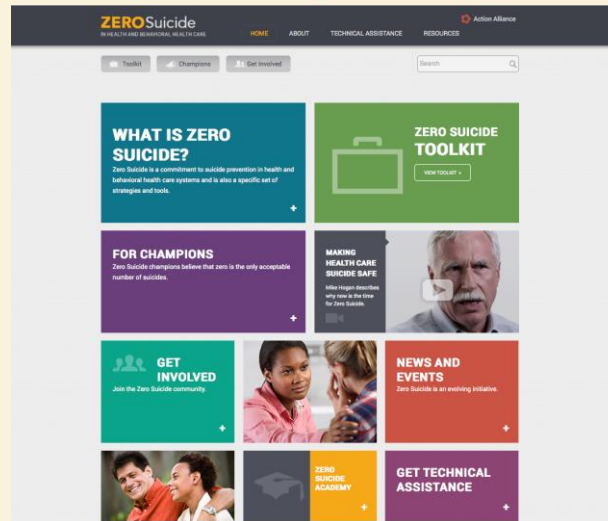 ZEROSuicide
IN HEALTH AND BEHAVIORAL HEALTH CARE
Action Alliance
HOME ABOUT TECHNICAL ASSISTANCE RESOURCES
Toolkit Champions Get Involved Search
WHAT IS ZERO
SUICIDE?
Zero Suicide is a commitment to suicide prevention in health and
behavioral health care systems and is also a specific set of
strategies and tools.
+
ZERO SUICIDE
TOOLKIT
VIEW TOOLKIT »
FOR CHAMPIONS
Zero Suicide champions believe that zero is the only acceptable
number of suicides.
+
MAKING
HEALTH CARE
SUICIDE SAFE
Mike Hogan describes
why now is the time
for Zero Suicide.
GET
INVOLVED
Join the Zero Suicide community.
+
NEWS AND
EVENTS
Zero Suicide is an evolving initiative.
+
ZERO
SUICIDE
ACADEMY
+
GET TECHNICAL
ASSISTANCE
+